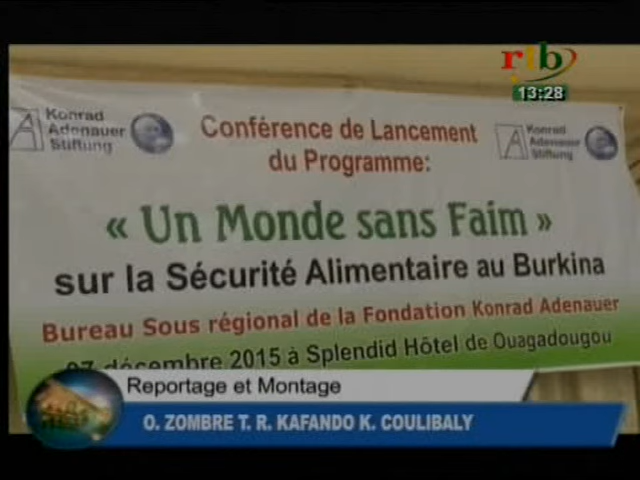 rtb
13:28
Konrad
Adenauer
Stiftung
Conférence de Lancement
du Programme:
Konrad
Adenauer
Stiftung
« Un Monde sans Faim »
sur la Sécurité Alimentaire au Burkina
Bureau Sous régional de la Fondation Konrad Adenauer
07 décembre 2015 à Splendid Hôtel de Ouagadougou
Reportage et Montage
O. ZOMBRE T. R. KAFANDO K. COULIBALY